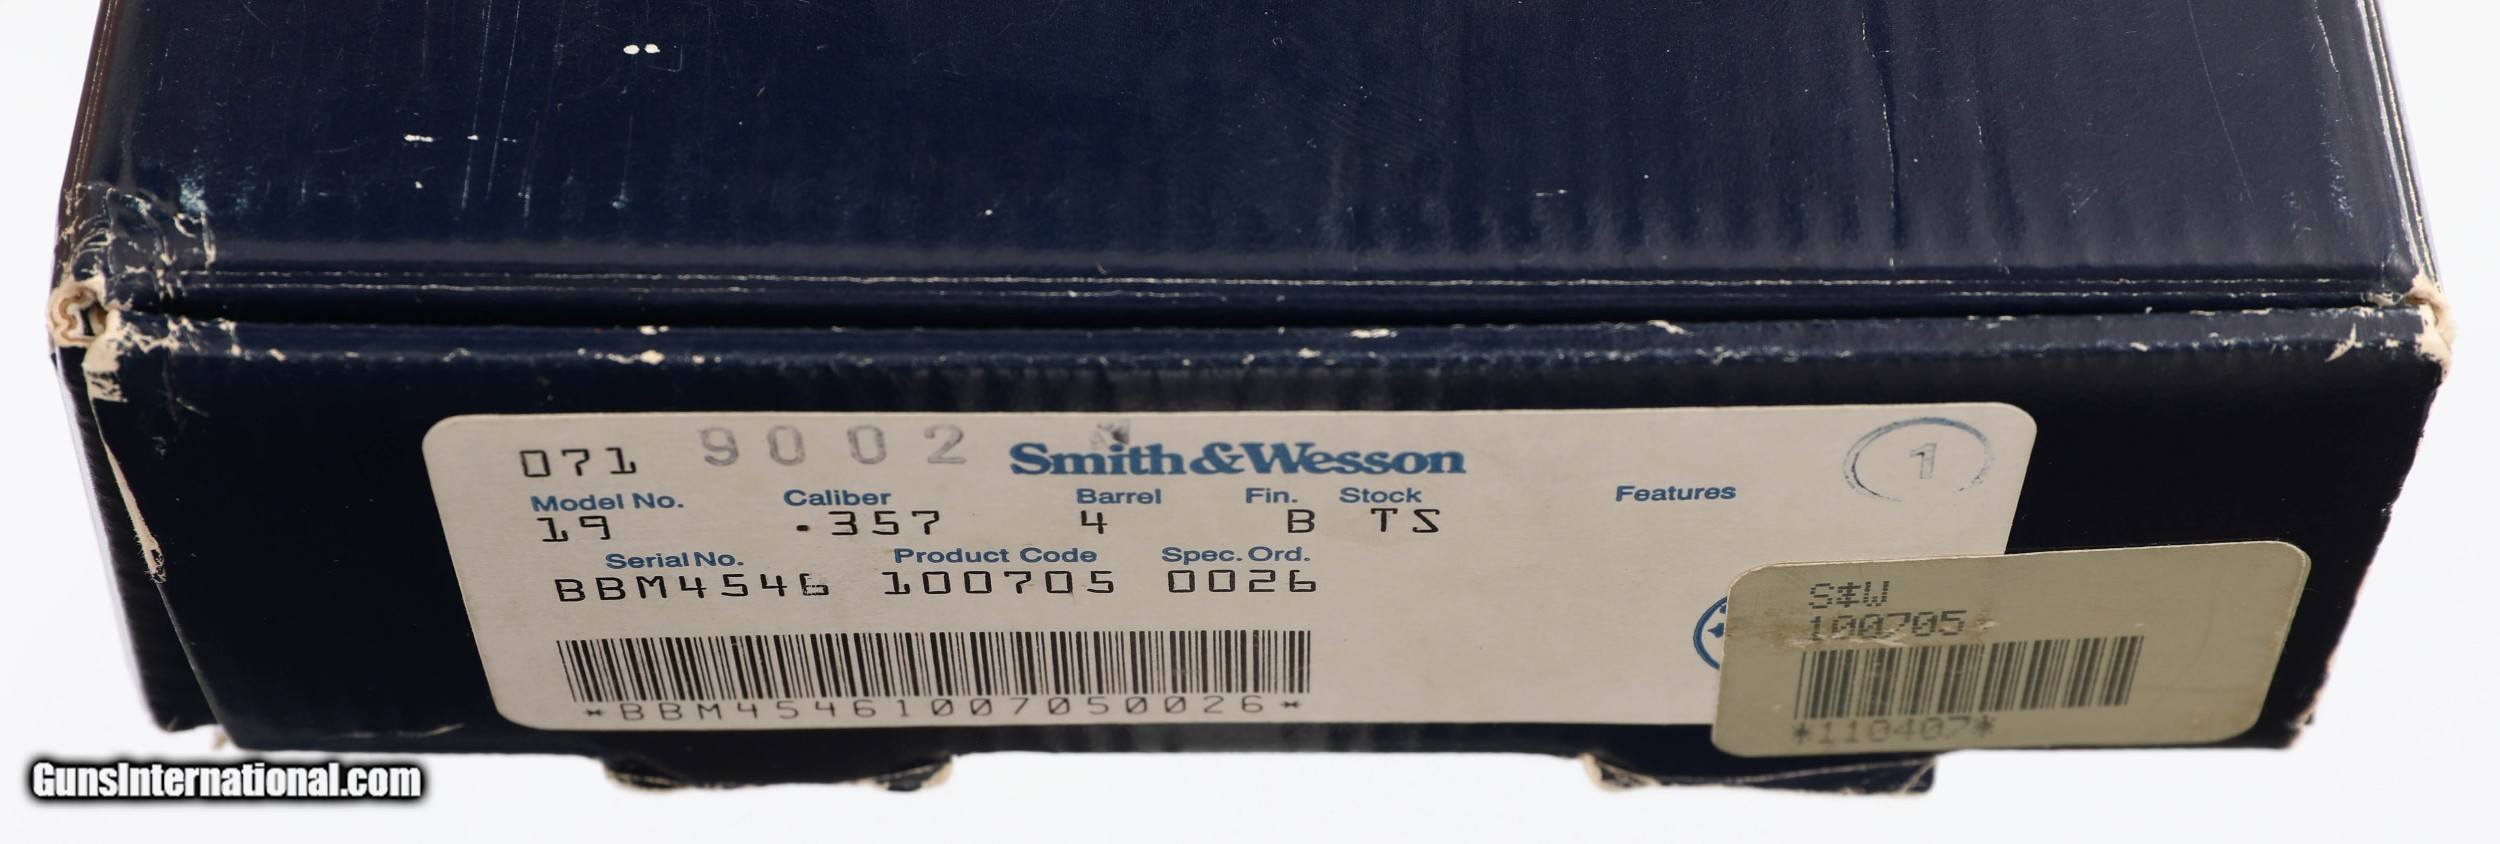 071 9002 Smith&Wesson 1
Model No. Caliber Barrel Fin. Stock Features
19 .357 4 B TS
Serial No. Product Code Spec. Ord.
BBM4546 100705 0026
*BBM45461007050026*
S&W
100705
*110407*
GunsInternational.com